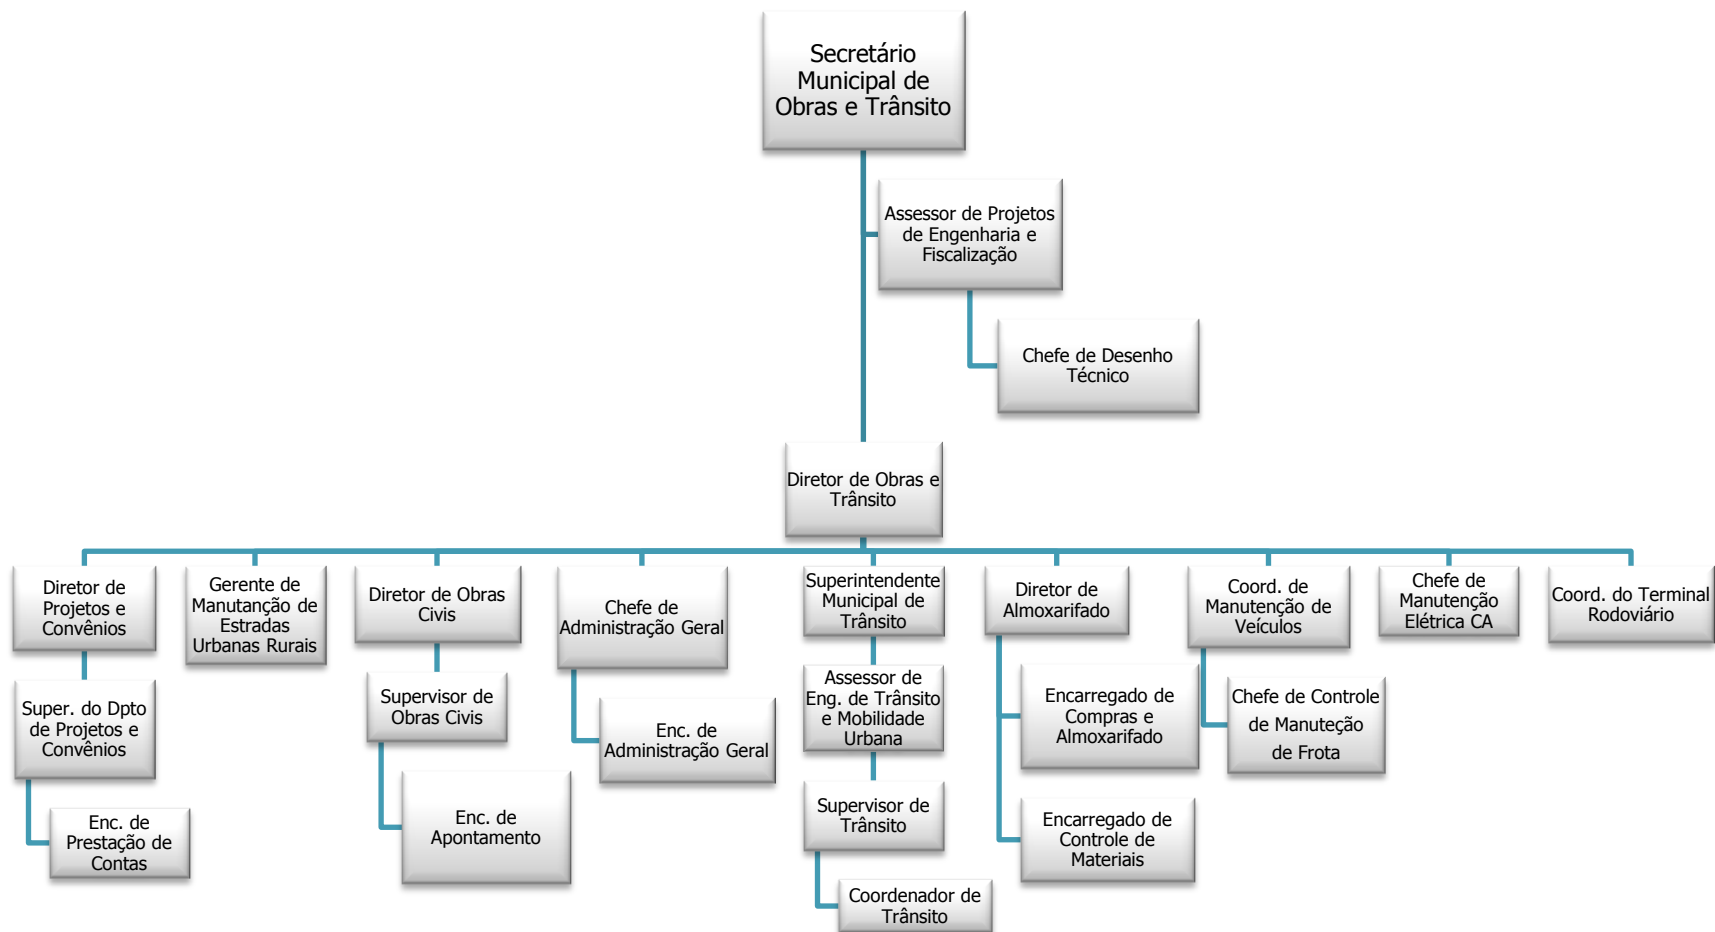 Secretário
Municipal de
Obras e Trânsito
Assessor de Projetos
de Engenharia e
Fiscalização
Chefe de Desenho
Técnico
Diretor de Obras e
Trânsito
Diretor de
Projetos e
Convênios
Super. do Dpto
de Projetos e
Convênios
Enc. de
Prestação de
Contas
Gerente de
Manutanção de
Estradas
Urbanas Rurais
Diretor de Obras
Civis
Supervisor de
Obras Civis
Enc. de
Apontamento
Chefe de
Administração Geral
Enc. de
Administração Geral
Superintendente
Municipal de
Trânsito
Assessor de
Eng. de Trânsito
e Mobilidade
Urbana
Supervisor de
Trânsito
Coordenador de
Trânsito
Diretor de
Almoxarifado
Encarregado de
Compras e
Almoxarifado
Encarregado de
Controle de
Materiais
Coord. de
Manutenção de
Veículos
Chefe de Controle
de Manuteção
de Frota
Chefe de
Manutenção
Elétrica CA
Coord. do Terminal
Rodoviário